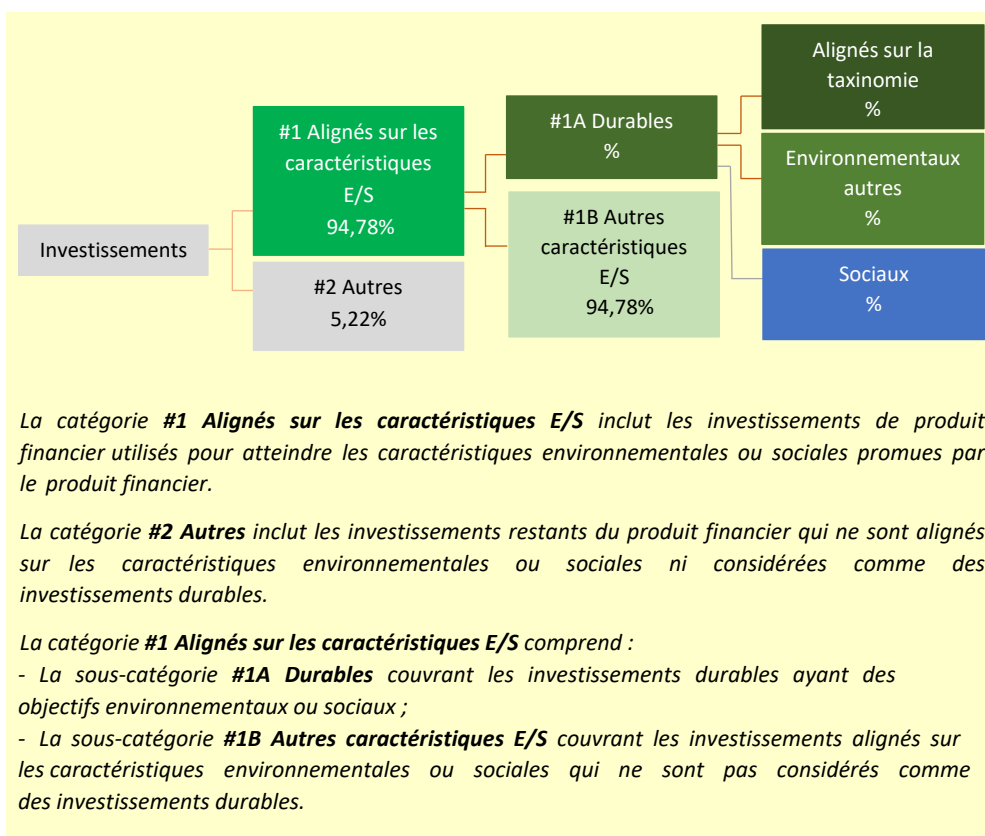 Investissements
#1 Alignés sur les
caractéristiques
E/S
94,78%
#2 Autres
5,22%
#1A Durables
%
#1B Autres
caractéristiques
E/S
94,78%
Alignés sur la
taxinomie
%
Environnementaux
autres
%
Sociaux
%
La catégorie #1 Alignés sur les caractéristiques E/S inclut les investissements de produit
financier utilisés pour atteindre les caractéristiques environnementales ou sociales promues par
le produit financier.
La catégorie #2 Autres inclut les investissements restants du produit financier qui ne sont alignés
sur les caractéristiques environnementales ou sociales ni considérées comme des
investissements durables.
La catégorie #1 Alignés sur les caractéristiques E/S comprend :
- La sous-catégorie #1A Durables couvrant les investissements durables ayant des
objectifs environnementaux ou sociaux ;
- La sous-catégorie #1B Autres caractéristiques E/S couvrant les investissements alignés sur
les caractéristiques environnementales ou sociales qui ne sont pas considérés comme
des investissements durables.